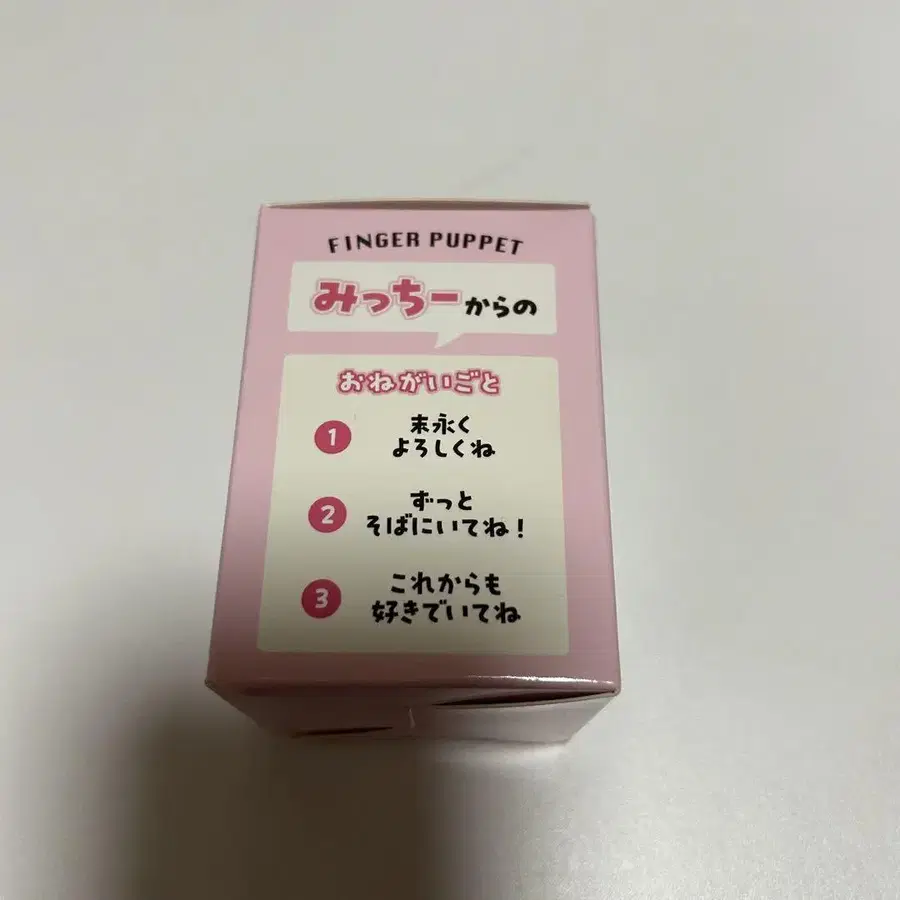 FINGER PUPPET
みっちーからの
おねがいごと
1
末永く
よろしくね
2
ずっと
そばにいてね！
3
これからも
好きでいてね